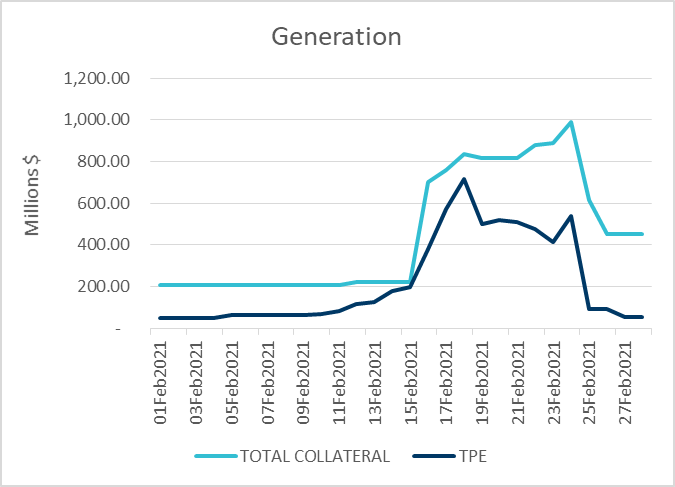 Generation
Millions $
1,200.00
1,000.00
800.00
600.00
400.00
200.00
-
01Feb2021
03Feb2021
05Feb2021
07Feb2021
09Feb2021
11Feb2021
13Feb2021
15Feb2021
17Feb2021
19Feb2021
21Feb2021
23Feb2021
25Feb2021
27Feb2021
TOTAL COLLATERAL
TPE